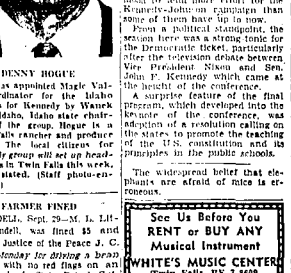 DENNY HOGUE
as appointed Magic Val-
rdinator for the Idaho
s for Kennedy by Wanek
Idaho, Idaho state chair-
f the group. Hogue is a
alls rancher and produce
The local citizens for
y group will set up head-
in Twin Falls this week,
stated. (Staff photo-en-
)
FARMER FINED
DELL, Sept. 29—M. L. Lit-
ndell, was fined $5 and
Justice of the Peace J. C.
Monday for driving a bean
with no red flags on an
Kennedy-Johnson campaign than
some of them have up to now.
From a political standpoint, the
session here was a strong tonic for
the Democratic ticket, particularly
after the television debate between
Vice President Nixon and Sen.
John F. Kennedy which came at
the height of the conference.
A surprise feature of the final
program, which developed into the
keynote of the conference, was
adoption of a resolution calling on
the states to promote the teaching
of the U.S. constitution and its
principles in the public schools.
The widespread belief that ele-
phants are afraid of mice is er-
roneous.
See Us Before You
RENT or BUY ANY
Musical Instrument
WHITE'S MUSIC CENTER
Twin Falls,